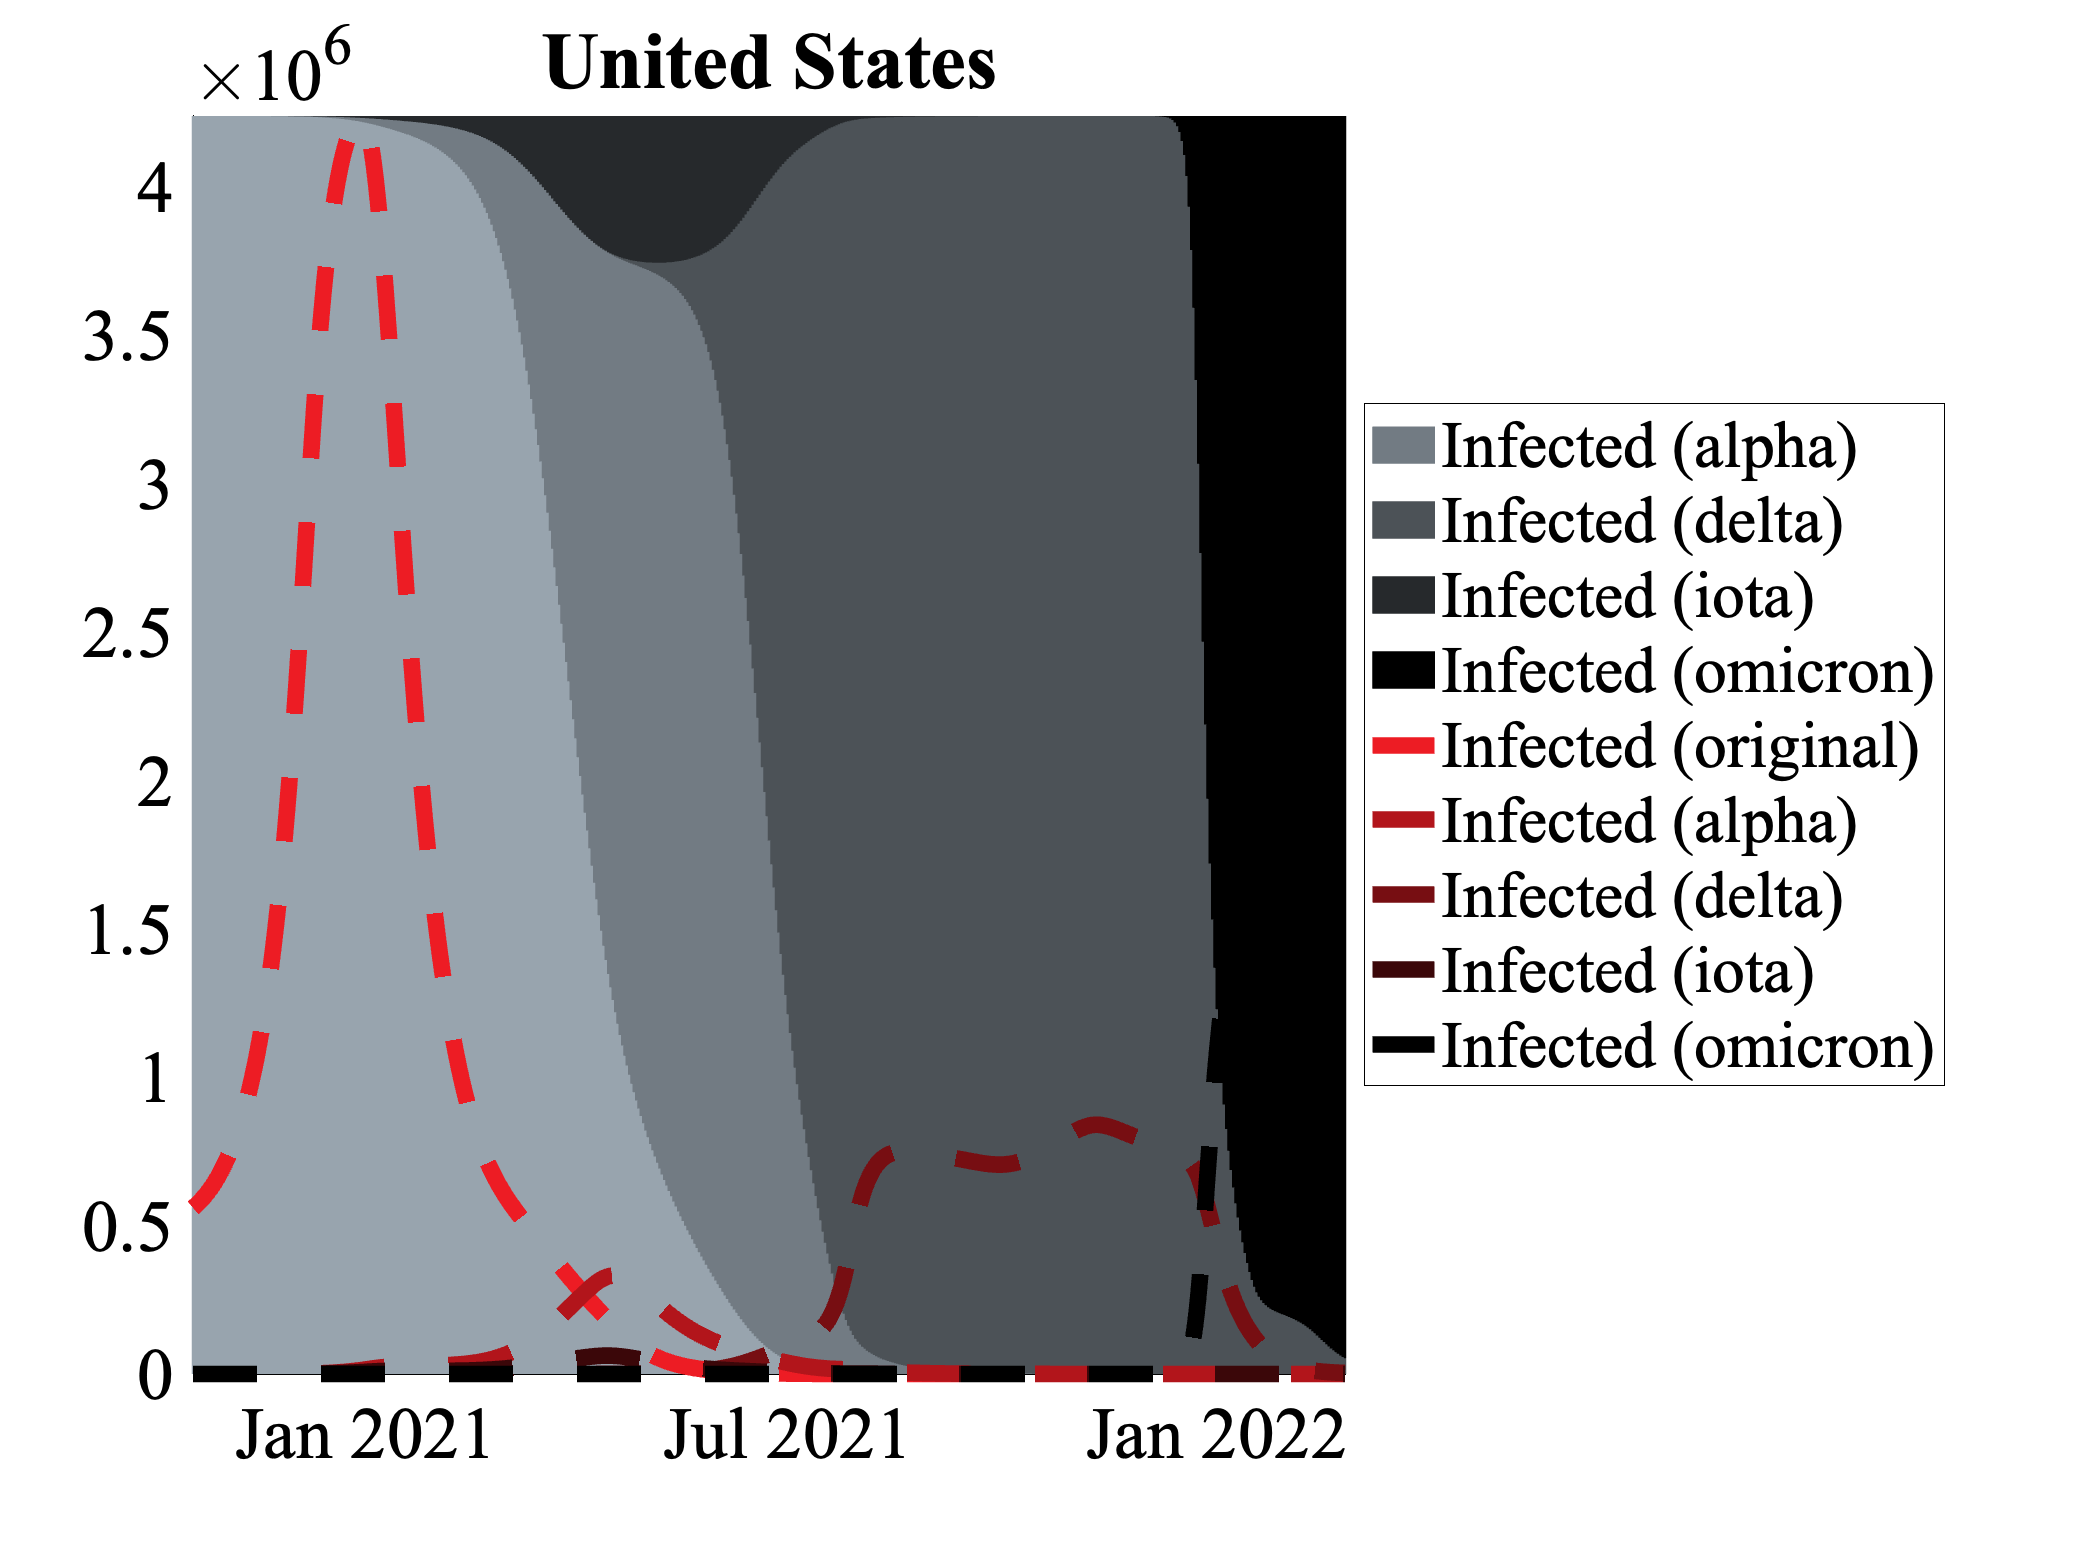 ×10⁶
United States
4
3.5
3
2.5
2
1.5
1
0.5
0
Jan 2021
Jul 2021
Jan 2022
Infected (alpha)
Infected (delta)
Infected (iota)
Infected (omicron)
Infected (original)
Infected (alpha)
Infected (delta)
Infected (iota)
Infected (omicron)